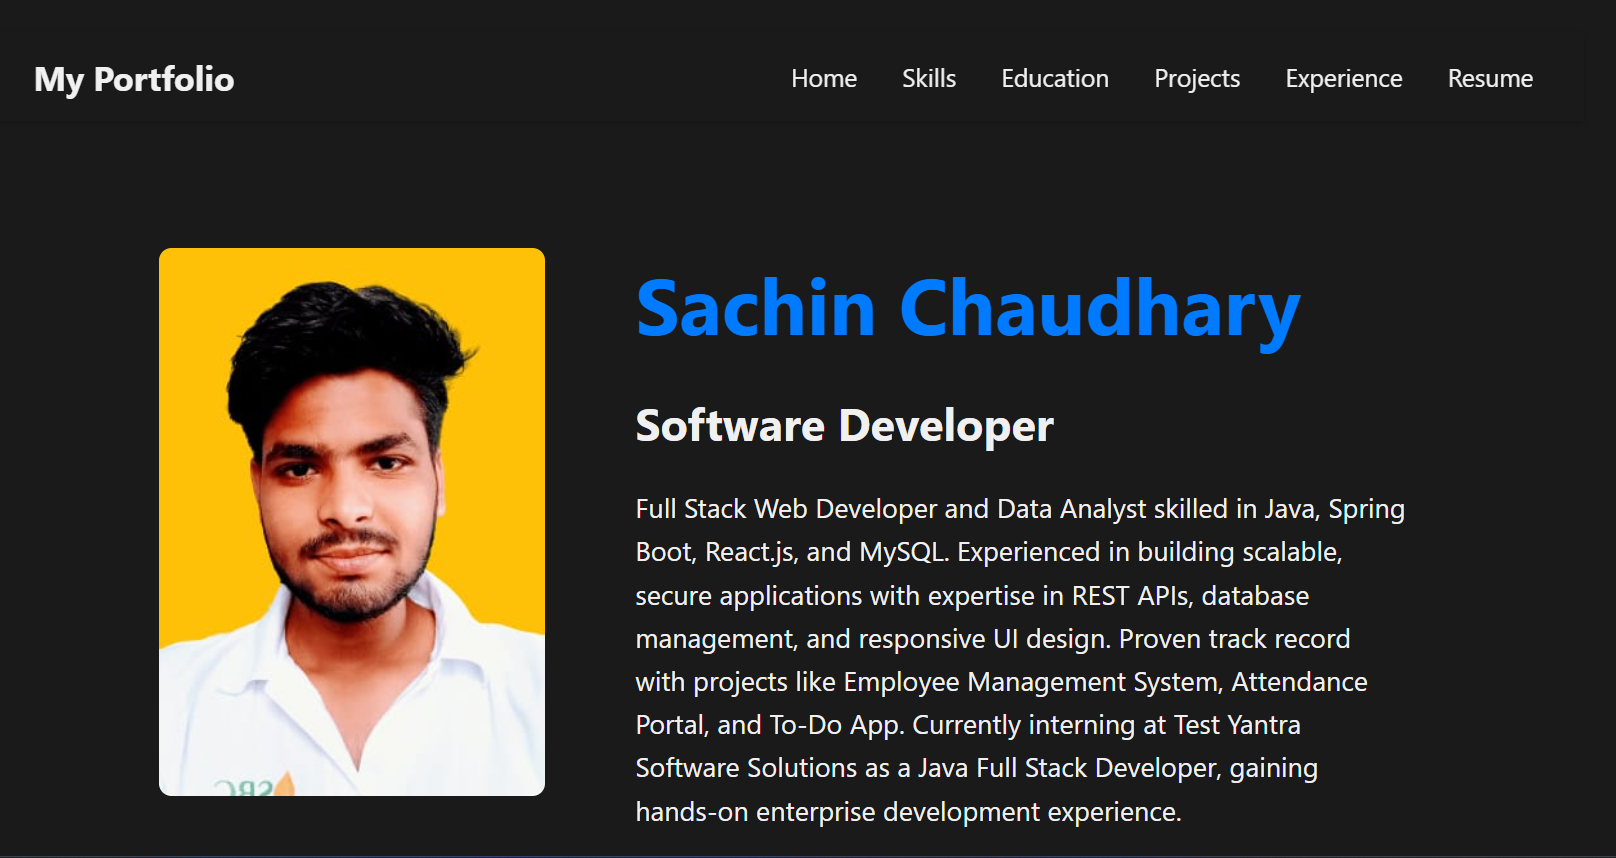 My Portfolio
Home Skills Education Projects Experience Resume
Sachin Chaudhary
Software Developer
Full Stack Web Developer and Data Analyst skilled in Java, Spring
Boot, React.js, and MySQL. Experienced in building scalable,
secure applications with expertise in REST APIs, database
management, and responsive UI design. Proven track record
with projects like Employee Management System, Attendance
Portal, and To-Do App. Currently interning at Test Yantra
Software Solutions as a Java Full Stack Developer, gaining
hands-on enterprise development experience.